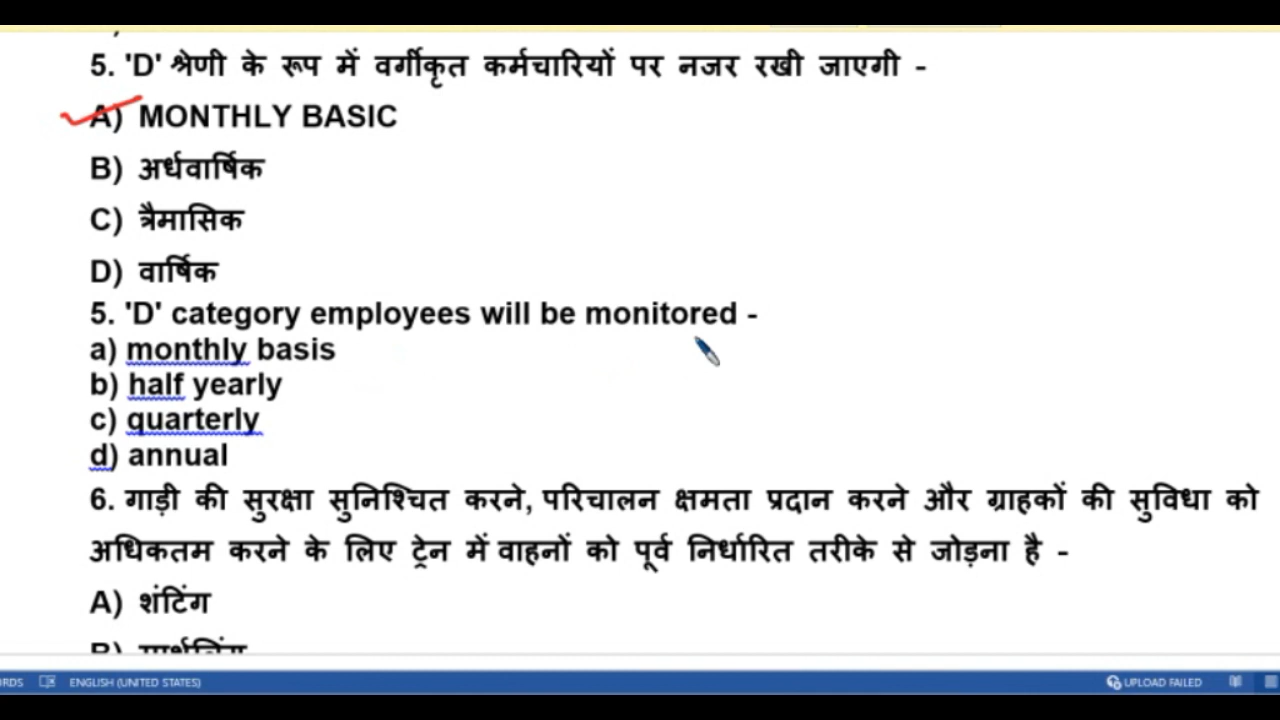 5. 'D' श्रेणी के रूप में वर्गीकृत कर्मचारियों पर नजर रखी जाएगी -
A) MONTHLY BASIC
B) अर्धवार्षिक
C) त्रैमासिक
D) वार्षिक
5. 'D' category employees will be monitored -
a) monthly basis
b) half yearly
c) quarterly
d) annual
6. गाड़ी की सुरक्षा सुनिश्चित करने, परिचालन क्षमता प्रदान करने और ग्राहकों की सुविधा को
अधिकतम करने के लिए ट्रेन में वाहनों को पूर्व निर्धारित तरीके से जोड़ना है -
A) शंटिंग
B)
ENGLISH (UNITED STATES) UPLOAD FAILED